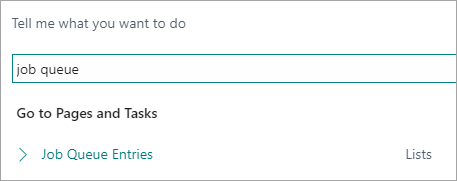 Tell me what you want to do
job queue
Go to Pages and Tasks
Job Queue Entries Lists